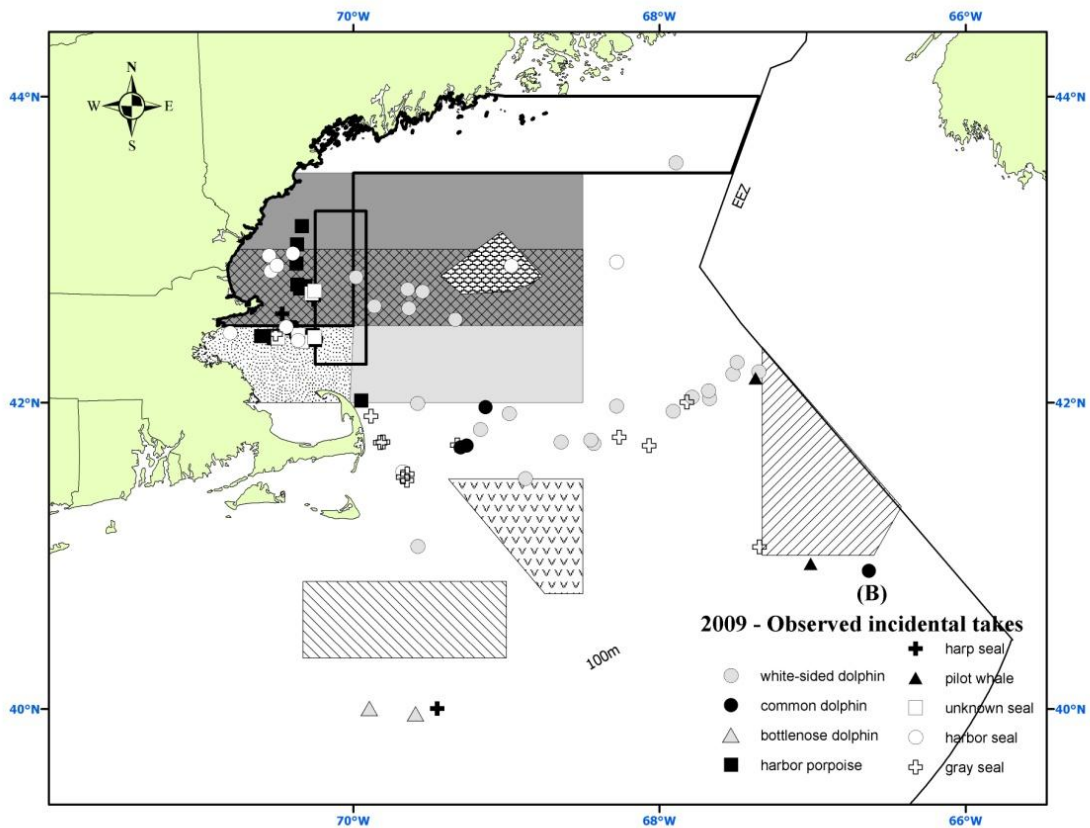 70°W 68°W 66°W
N
W E
S
44°N 44°N
EEZ
42°N 42°N
(B)
2009 - Observed incidental takes
100m
harp seal
white-sided dolphin
pilot whale
common dolphin
unknown seal
40°N 40°N
bottlenose dolphin
harbor seal
harbor porpoise
gray seal
70°W 68°W 66°W